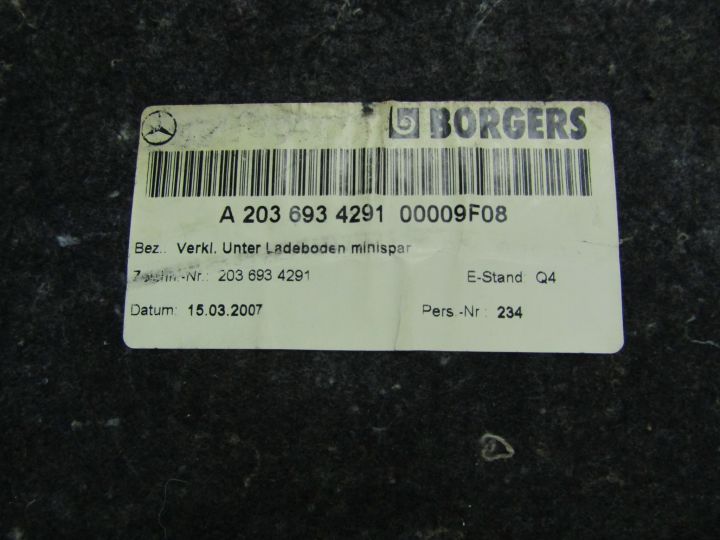 BORGERS
A 203 693 4291 00009F08
Bez.: Verkl. Unter Ladeboden minispar
Zeichn.-Nr.: 203 693 4291 E-Stand: Q4
Datum: 15.03.2007 Pers.-Nr.: 234